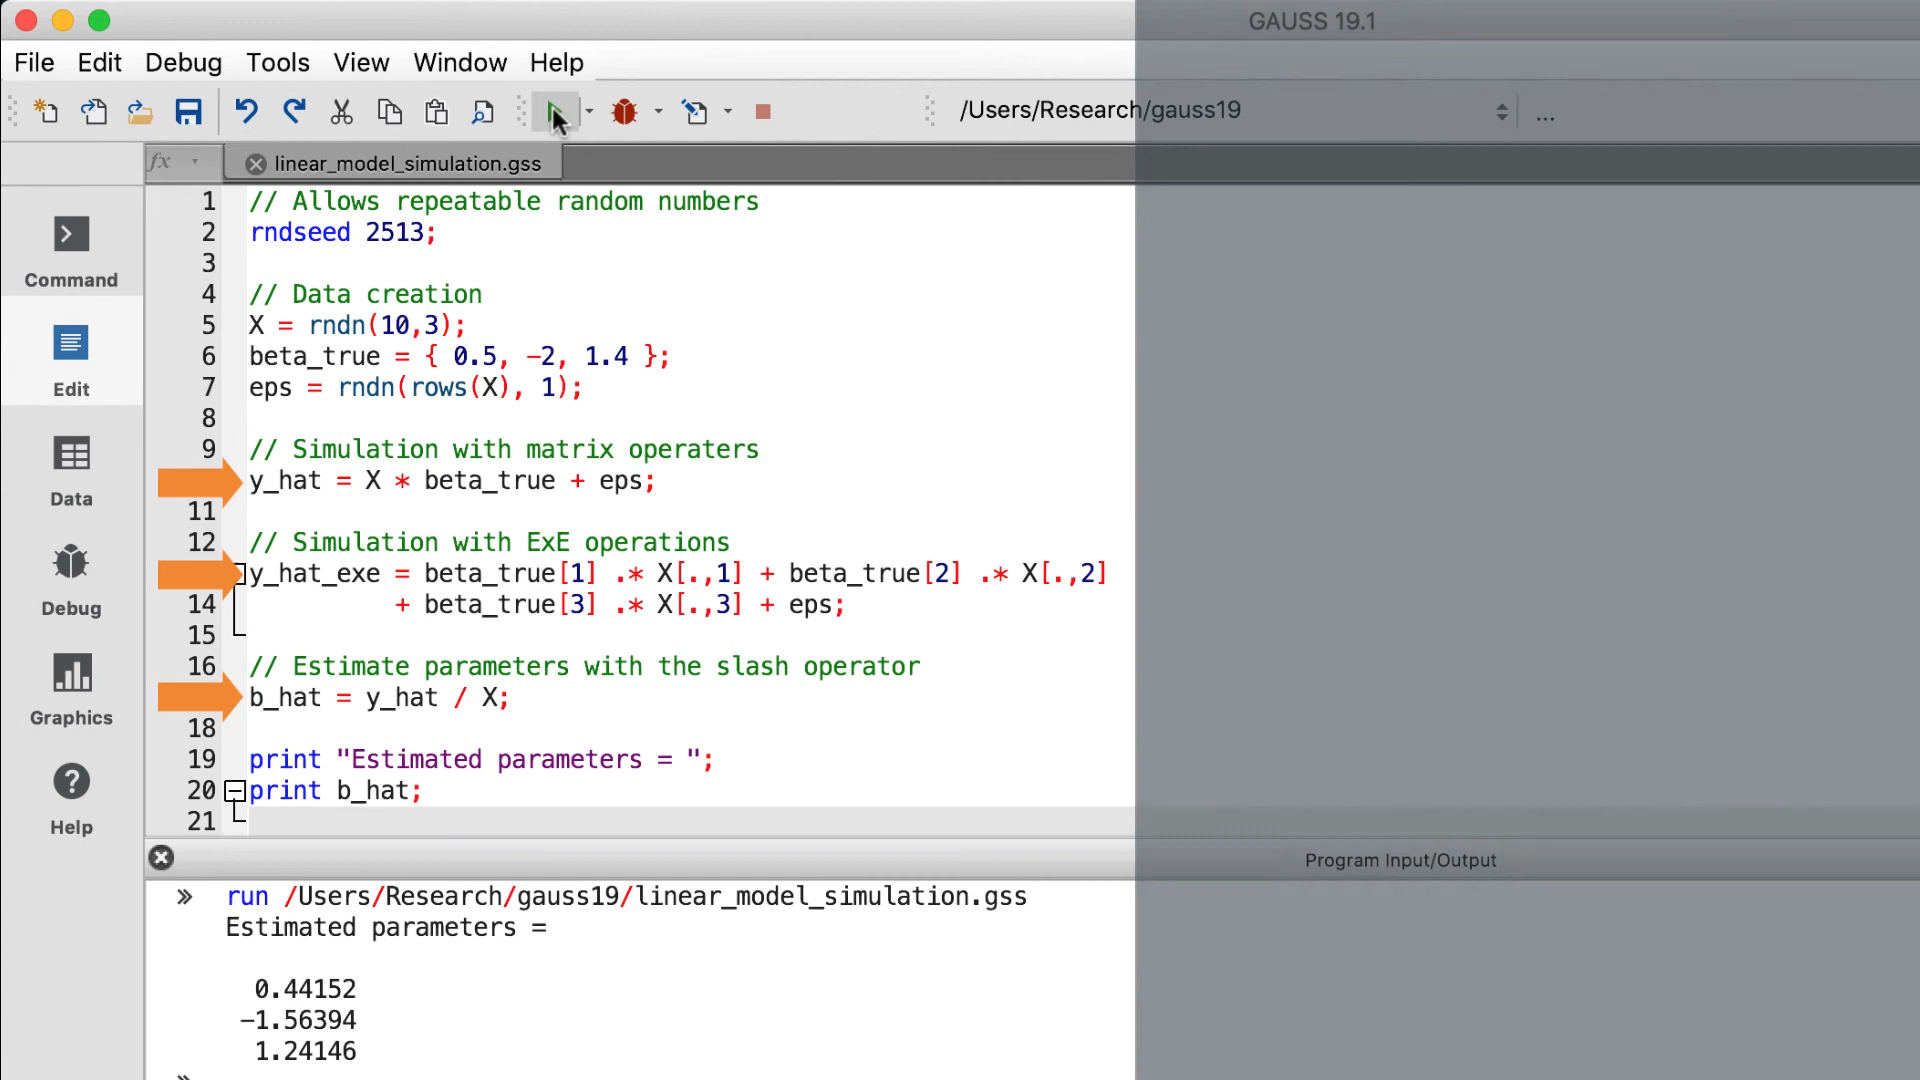 GAUSS 19.1
File Edit Debug Tools View Window Help
/Users/Research/gauss19 ...
fx linear_model_simulation.gss
Command
Edit
Data
Debug
Graphics
Help
1 // Allows repeatable random numbers
2 rndseed 2513;
3
4 // Data creation
5 X = rndn(10,3);
6 beta_true = { 0.5, -2, 1.4 };
7 eps = rndn(rows(X), 1);
8
9 // Simulation with matrix operaters
y_hat = X * beta_true + eps;
11
12 // Simulation with ExE operations
y_hat_exe = beta_true[1] .* X[.,1] + beta_true[2] .* X[.,2]
14 + beta_true[3] .* X[.,3] + eps;
15
16 // Estimate parameters with the slash operator
b_hat = y_hat / X;
18
19 print "Estimated parameters = ";
20 print b_hat;
21
Program Input/Output
» run /Users/Research/gauss19/linear_model_simulation.gss
Estimated parameters =
0.44152
-1.56394
1.24146
»